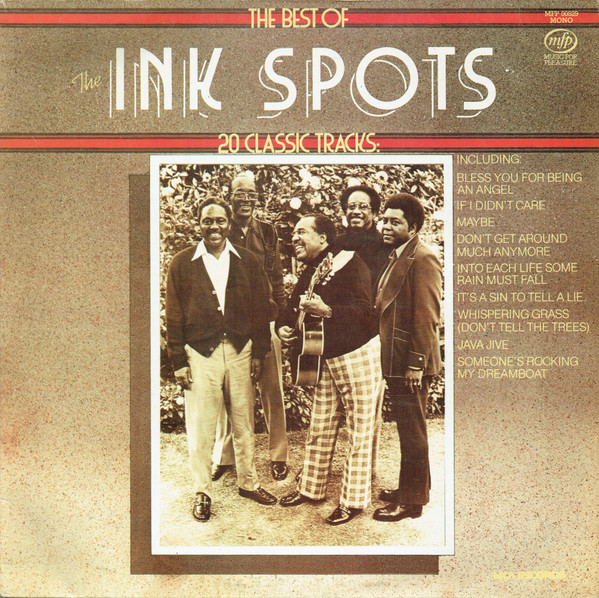 THE BEST OF
MFP 50829
MONO
mfp
MUSIC FOR
PLEASURE
The INK SPOTS
20 CLASSIC TRACKS:
INCLUDING:
BLESS YOU FOR BEING
AN ANGEL
IF I DIDN'T CARE
MAYBE
DON'T GET AROUND
MUCH ANYMORE
INTO EACH LIFE SOME
RAIN MUST FALL
IT'S A SIN TO TELL A LIE
WHISPERING GRASS
(DON'T TELL THE TREES)
JAVA JIVE
SOMEONE'S ROCKING
MY DREAMBOAT